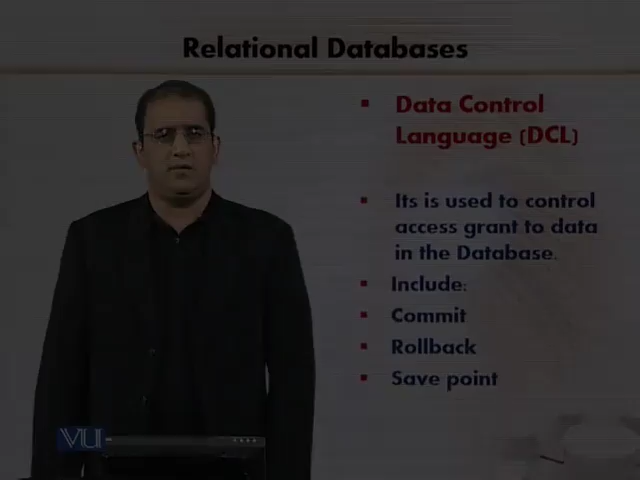 Relational Databases
Data Control
Language (DCL)
Its is used to control
access grant to data
in the Database.
Include:
Commit
Rollback
Save point
VU